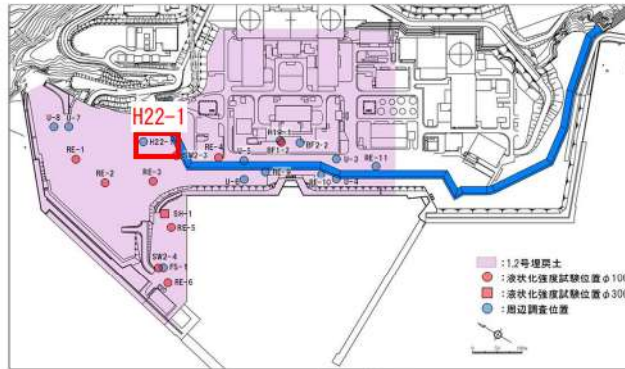 H22-1
U-8
U-7
H22-1
RE-1
SW2-3
RE-4
H19-1
BF1-2
BF2-2
U-5
U-3
RE-11
RE-2
RE-3
U-6
RE-9
RE-10
U-4
SH-1
RE-5
SW2-4
FS-1
RE-6
：1,2号埋戻土
：液状化強度試験位置φ100
：液状化強度試験位置φ300
：周辺調査位置